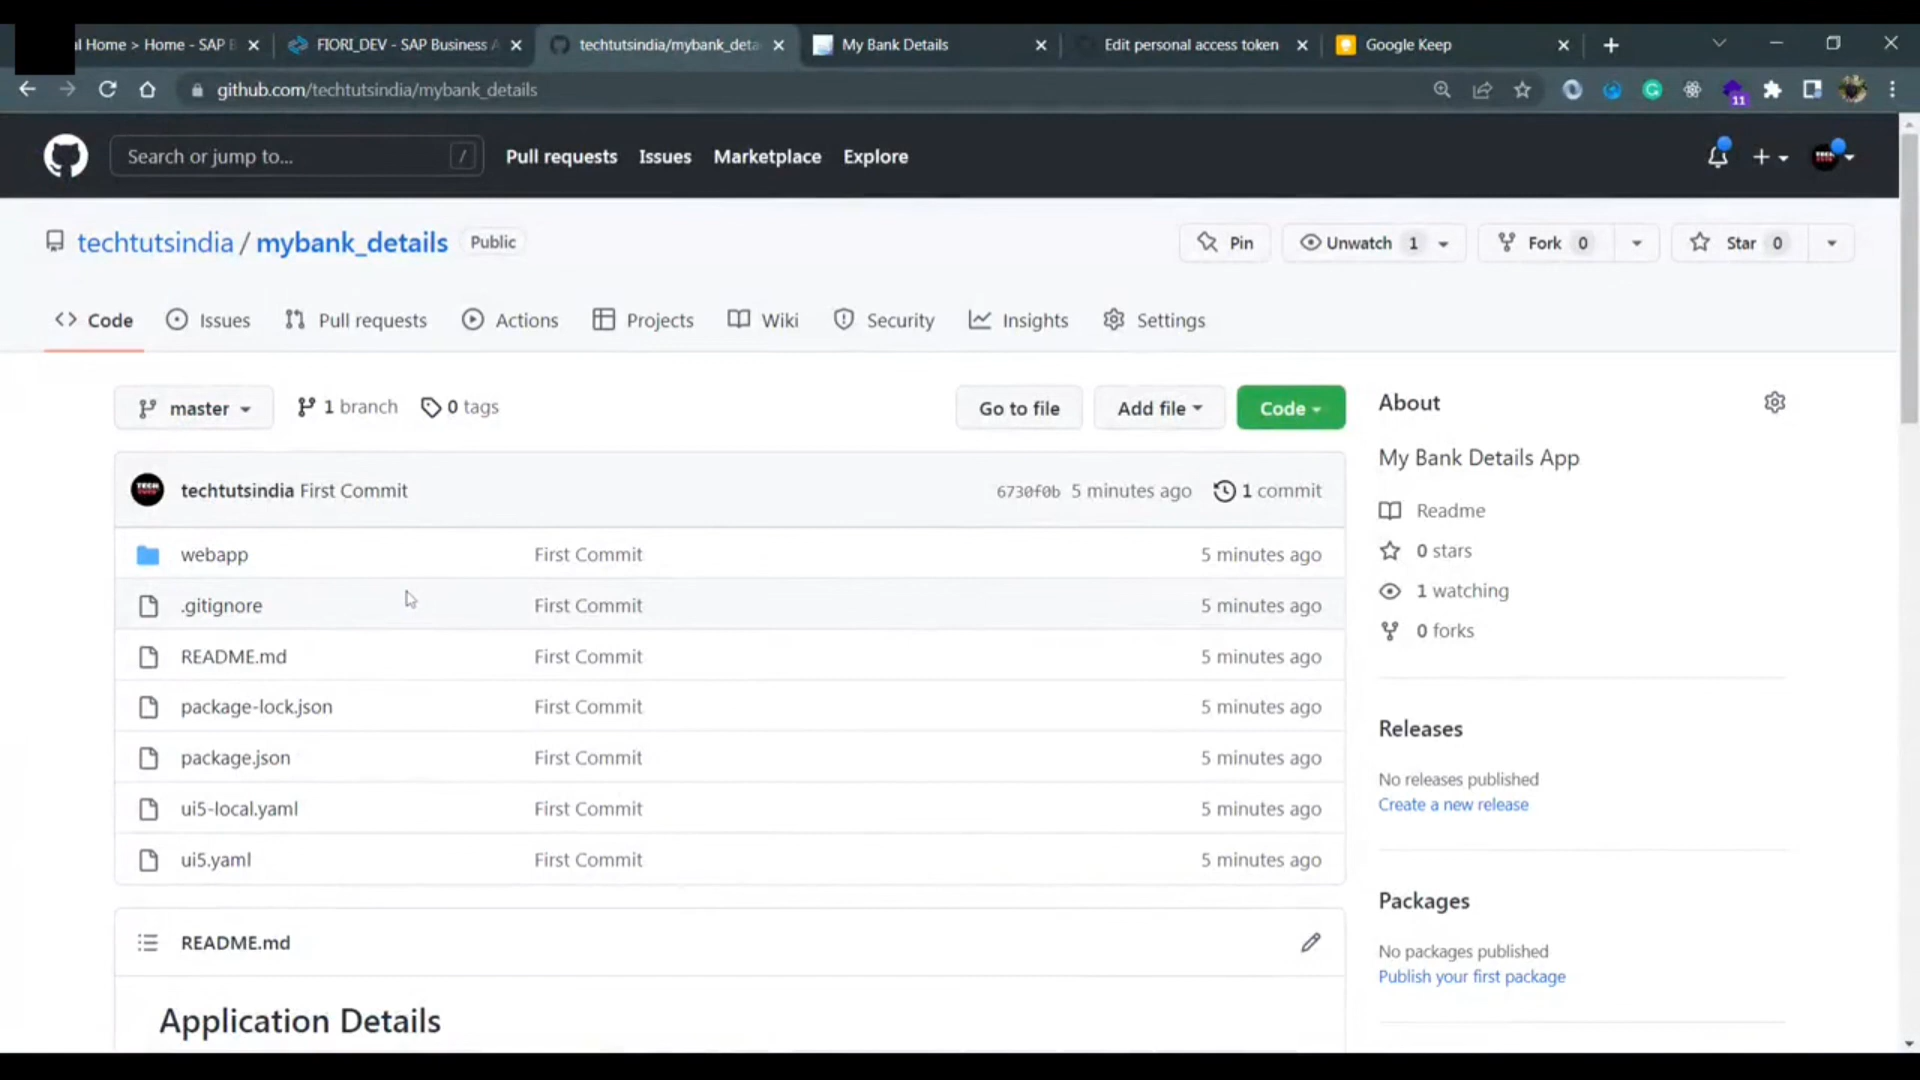 l Home > Home - SAP B
FIORI_DEV - SAP Business A
techtutsindia/mybank_deta
My Bank Details
Edit personal access token
Google Keep
github.com/techtutsindia/mybank_details
11
Search or jump to...
/
Pull requests
Issues
Marketplace
Explore
techtutsindia / mybank_details
Public
Pin
Unwatch 1
Fork 0
Star 0
Code
Issues
Pull requests
Actions
Projects
Wiki
Security
Insights
Settings
master
1 branch
0 tags
Go to file
Add file
Code
About
My Bank Details App
techtutsindia First Commit
6730f0b 5 minutes ago
1 commit
Readme
0 stars
1 watching
0 forks
webapp First Commit 5 minutes ago
.gitignore First Commit 5 minutes ago
README.md First Commit 5 minutes ago
package-lock.json First Commit 5 minutes ago
package.json First Commit 5 minutes ago
ui5-local.yaml First Commit 5 minutes ago
ui5.yaml First Commit 5 minutes ago
Releases
No releases published
Create a new release
Packages
No packages published
Publish your first package
README.md
Application Details